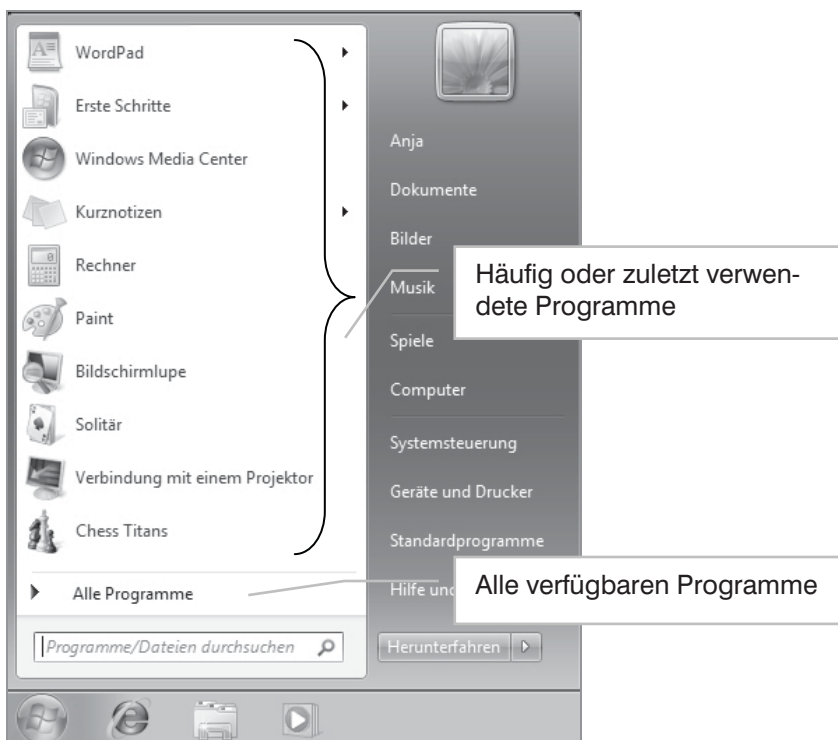 WordPad
Erste Schritte
Windows Media Center
Kurznotizen
Rechner
Paint
Bildschirmlupe
Solitär
Verbindung mit einem Projektor
Chess Titans
Alle Programme
Programme/Dateien durchsuchen
Anja
Dokumente
Bilder
Musik
Spiele
Computer
Systemsteuerung
Geräte und Drucker
Standardprogramme
Hilfe und
Herunterfahren
Häufig oder zuletzt verwen-
dete Programme
Alle verfügbaren Programme